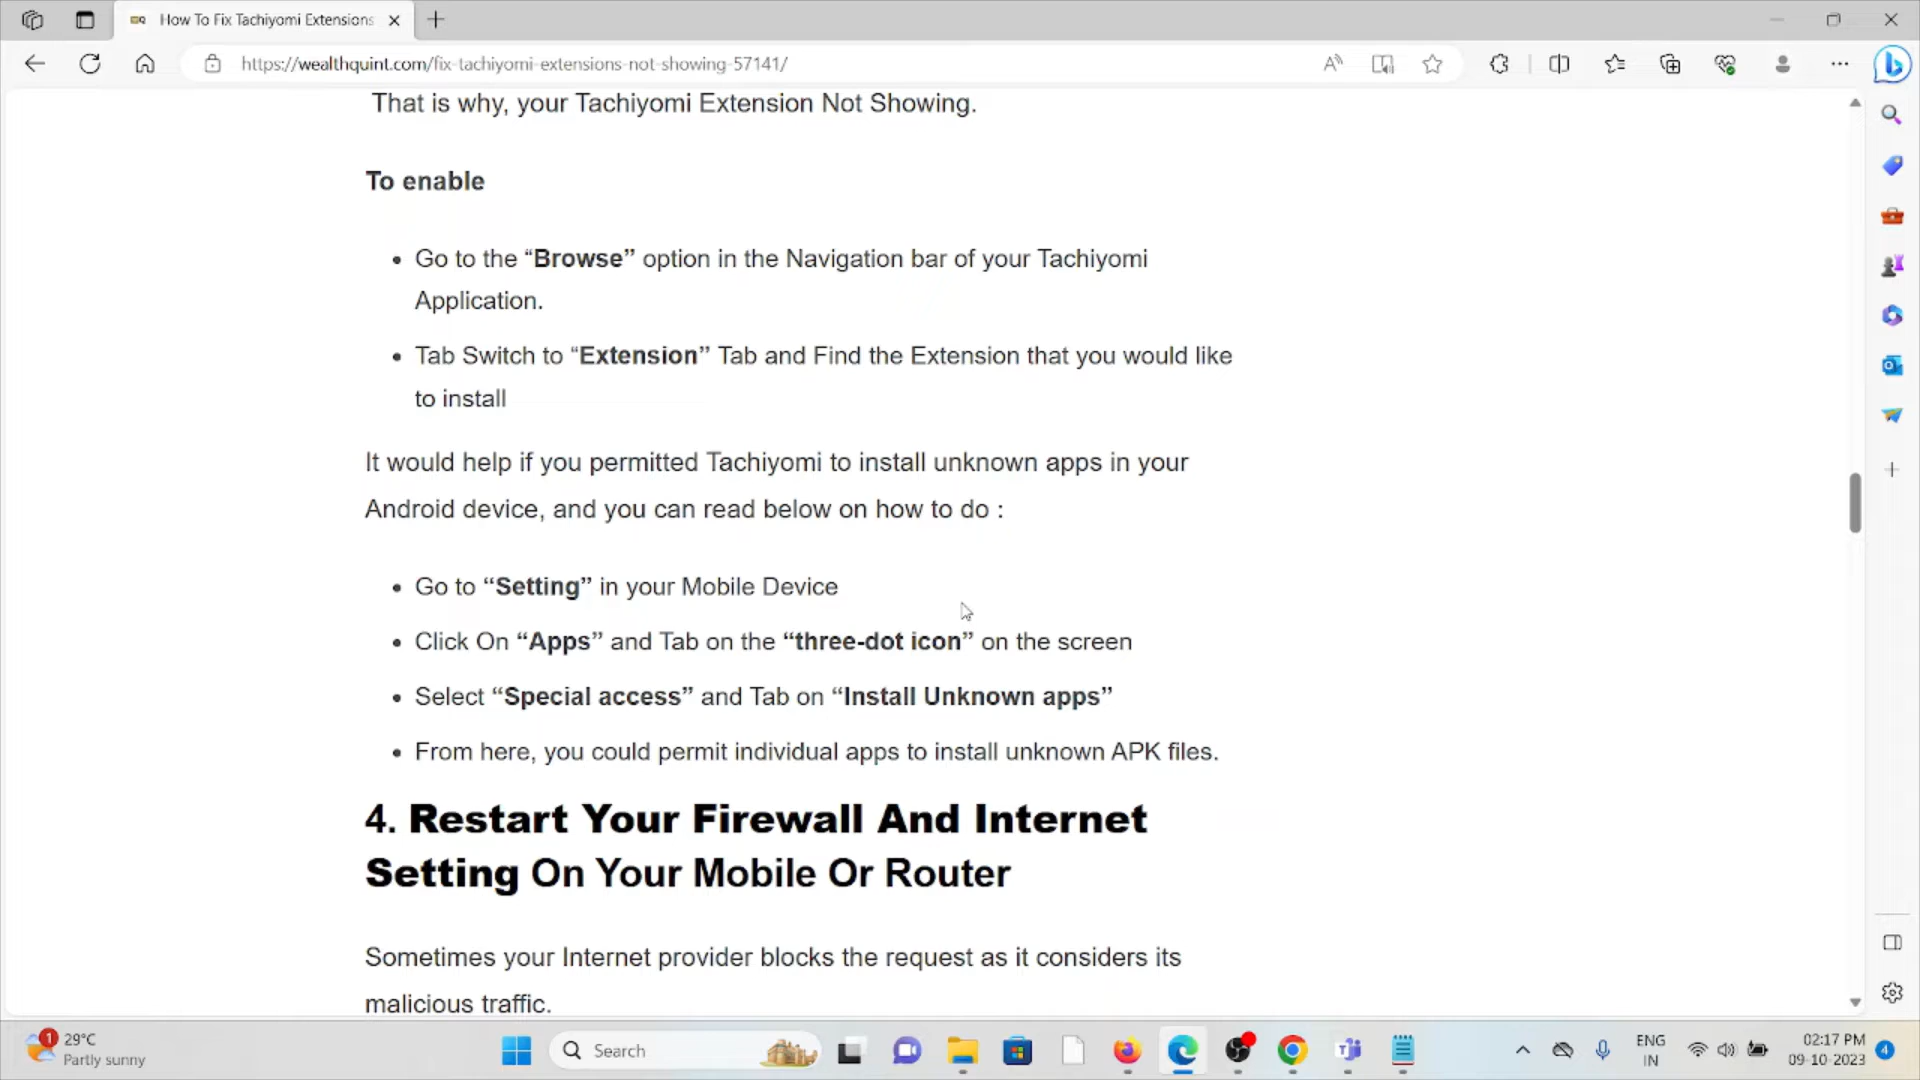 How To Fix Tachiyomi Extensions
https://wealthquint.com/fix-tachiyomi-extensions-not-showing-57141/
That is why, your Tachiyomi Extension Not Showing.
To enable
Go to the “Browse” option in the Navigation bar of your Tachiyomi
Application.
Tab Switch to “Extension” Tab and Find the Extension that you would like
to install
It would help if you permitted Tachiyomi to install unknown apps in your
Android device, and you can read below on how to do :
Go to “Setting” in your Mobile Device
Click On “Apps” and Tab on the “three-dot icon” on the screen
Select “Special access” and Tab on “Install Unknown apps”
From here, you could permit individual apps to install unknown APK files.
4. Restart Your Firewall And Internet
Setting On Your Mobile Or Router
Sometimes your Internet provider blocks the request as it considers its
malicious traffic.
1
29°C
Partly sunny
Search
ENG
IN
02:17 PM
09-10-2023
4